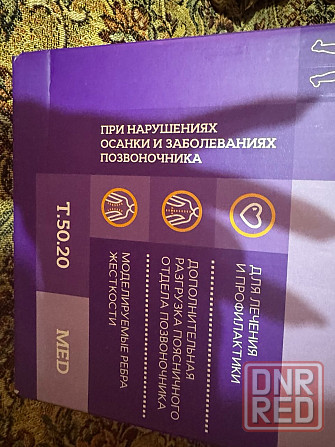 ПРИ НАРУШЕНИЯХ
ОСАНКИ И ЗАБОЛЕВАНИЯХ
ПОЗВОНОЧНИКА
ДЛЯ ЛЕЧЕНИЯ
И ПРОФИЛАКТИКИ
ДОПОЛНИТЕЛЬНАЯ
РАЗГРУЗКА ПОЯСНИЧНОГО
ОТДЕЛА ПОЗВОНОЧНИКА
МОДЕЛИРУЕМЫЕ РЕБРА
ЖЕСТКОСТИ
Т.50.20
MED
DNR
RED